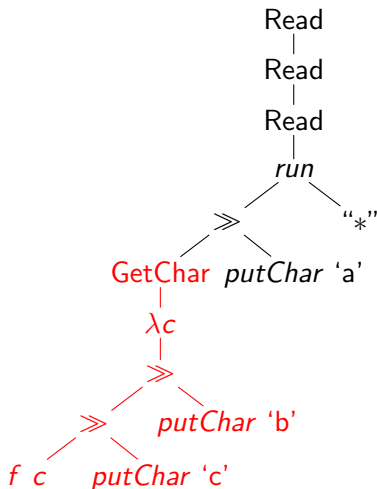 Read
Read
Read
run
≫ “*”
GetChar putChar ‘a’
λc
≫
≫ putChar ‘b’
f c putChar ‘c’